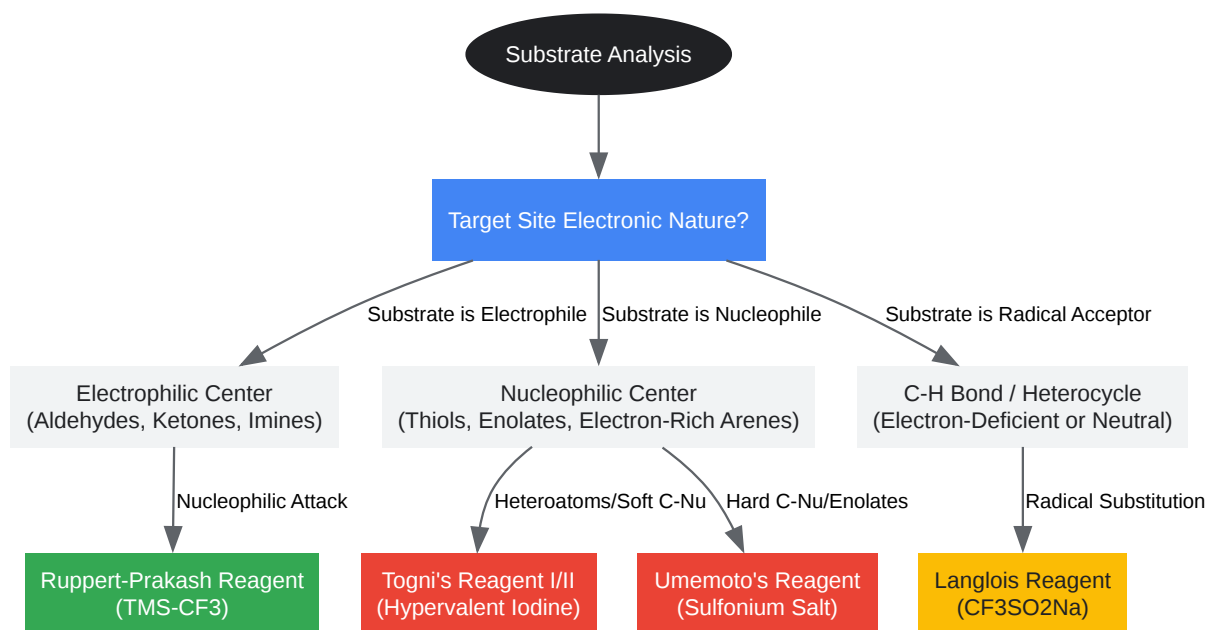 Substrate Analysis
Target Site Electronic Nature?
Substrate is Electrophile
Substrate is Nucleophile
Substrate is Radical Acceptor
Electrophilic Center
(Aldehydes, Ketones, Imines)
Nucleophilic Center
(Thiols, Enolates, Electron-Rich Arenes)
C-H Bond / Heterocycle
(Electron-Deficient or Neutral)
Nucleophilic Attack
Heteroatoms/Soft C-Nu
Hard C-Nu/Enolates
Radical Substitution
Ruppert-Prakash Reagent
(TMS-CF3)
Togni's Reagent I/II
(Hypervalent Iodine)
Umemoto's Reagent
(Sulfonium Salt)
Langlois Reagent
(CF3SO2Na)